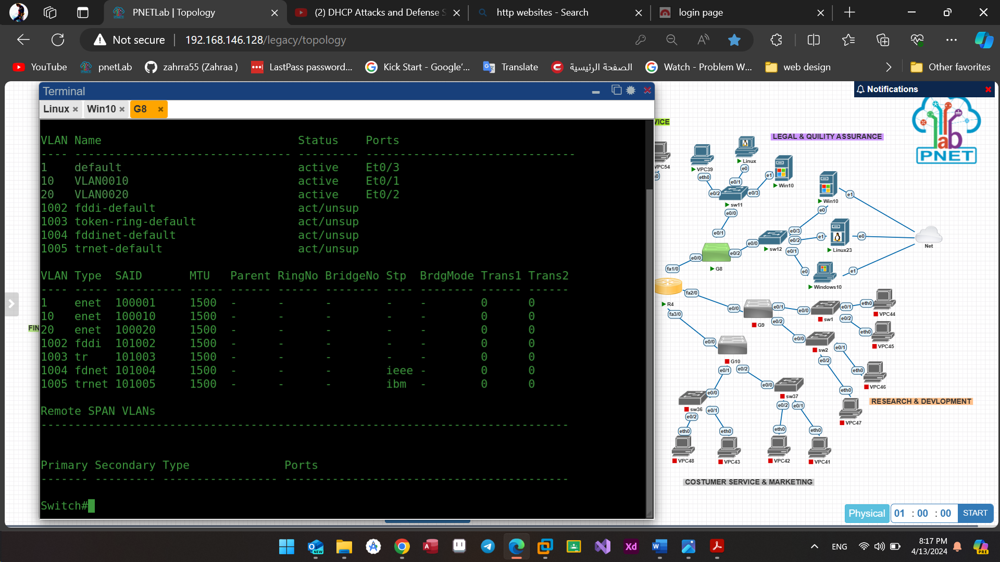 PNETLab | Topology
(2) DHCP Attacks and Defense S
http websites - Search
login page
Not secure
192.168.146.128/legacy/topology
YouTube
pnetLab
zahrra55 (Zahraa )
LastPass password...
Kick Start - Google'...
Translate
الصفحة الرئيسية
Watch - Problem W...
web design
Other favorites
Terminal
Linux
Win10
G8
VLAN Name Status Ports
---- -------------------------------- --------- -------------------------------
1 default active Et0/3
10 VLAN0010 active Et0/1
20 VLAN0020 active Et0/2
1002 fddi-default act/unsup
1003 token-ring-default act/unsup
1004 fddinet-default act/unsup
1005 trnet-default act/unsup
VLAN Type SAID MTU Parent RingNo BridgeNo Stp BrdgMode Trans1 Trans2
---- ----- ---------- ----- ------ ------ -------- ---- -------- ------ ------
1 enet 100001 1500 - - - - - 0 0
10 enet 100010 1500 - - - - - 0 0
20 enet 100020 1500 - - - - - 0 0
1002 fddi 101002 1500 - - - - - 0 0
1003 tr 101003 1500 - - - - - 0 0
1004 fdnet 101004 1500 - - - ieee - 0 0
1005 trnet 101005 1500 - - - ibm - 0 0
Remote SPAN VLANs
------------------------------------------------------------------------------
Primary Secondary Type Ports
------- --------- ----------------- ------------------------------------------
Switch#
FIN
Notifications
ab
PNET
VICE
LEGAL & QUILITY ASSURANCE
VPC54
VPC39
eth0
Linux
e0
e1
Win10
e0/1
e0/2
e0/3
sw11
e0/0
e0/1
Win10
e1
e0
e0/3
e0/0
e0/2
e1
e0
Linux23
Net
sw12
e0/1
e0
e1
Windows10
e0/0
e0/2
G8
fa1/0
R4
fa2/0
fa3/0
e0/0
e0/1
e0/2
G9
e0/0
e0/1
eth0
VPC44
sw1
e0/2
eth0
VPC45
e0/0
e0/1
sw2
e0/2
eth0
VPC46
eth0
VPC47
RESEARCH & DEVLOPMENT
e0/0
G10
e0/1
e0/2
e0/0
sw37
e0/2
e0/1
e0/0
sw36
e0/1
e0/2
eth0
eth0
eth0
eth0
VPC48
VPC43
VPC42
VPC41
COSTUMER SERVICE & MARKETING
Physical
01 : 00 : 00
START
ENG
8:17 PM
4/13/2024
NEW
Xd
PRE